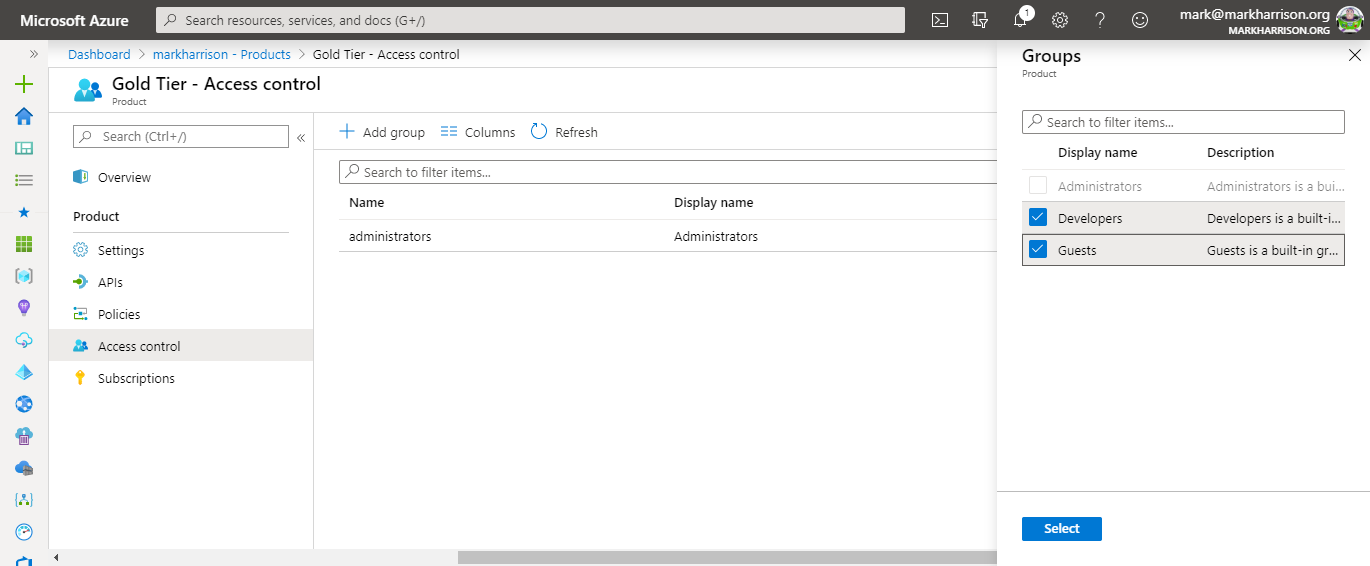 Microsoft Azure
Search resources, services, and docs (G+/)
1
mark@markharrison.org
MARKHARRISON.ORG
Dashboard > markharrison - Products > Gold Tier - Access control
Gold Tier - Access control
Product
Search (Ctrl+/)
Overview
Product
Settings
APIs
Policies
Access control
Subscriptions
Add group Columns Refresh
Search to filter items...
Name Display name
administrators Administrators
Groups
Product
Search to filter items...
Display name Description
Administrators Administrators is a bui...
Developers Developers is a built-i...
Guests Guests is a built-in gr...
Select